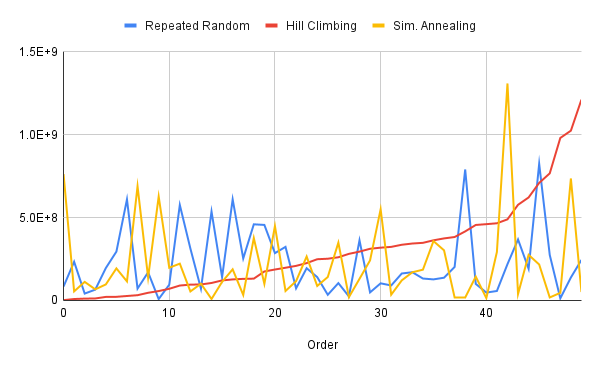 Repeated Random Hill Climbing Sim. Annealing
1.5E+9
1.0E+9
5.0E+8
0
0 10 20 30 40
Order